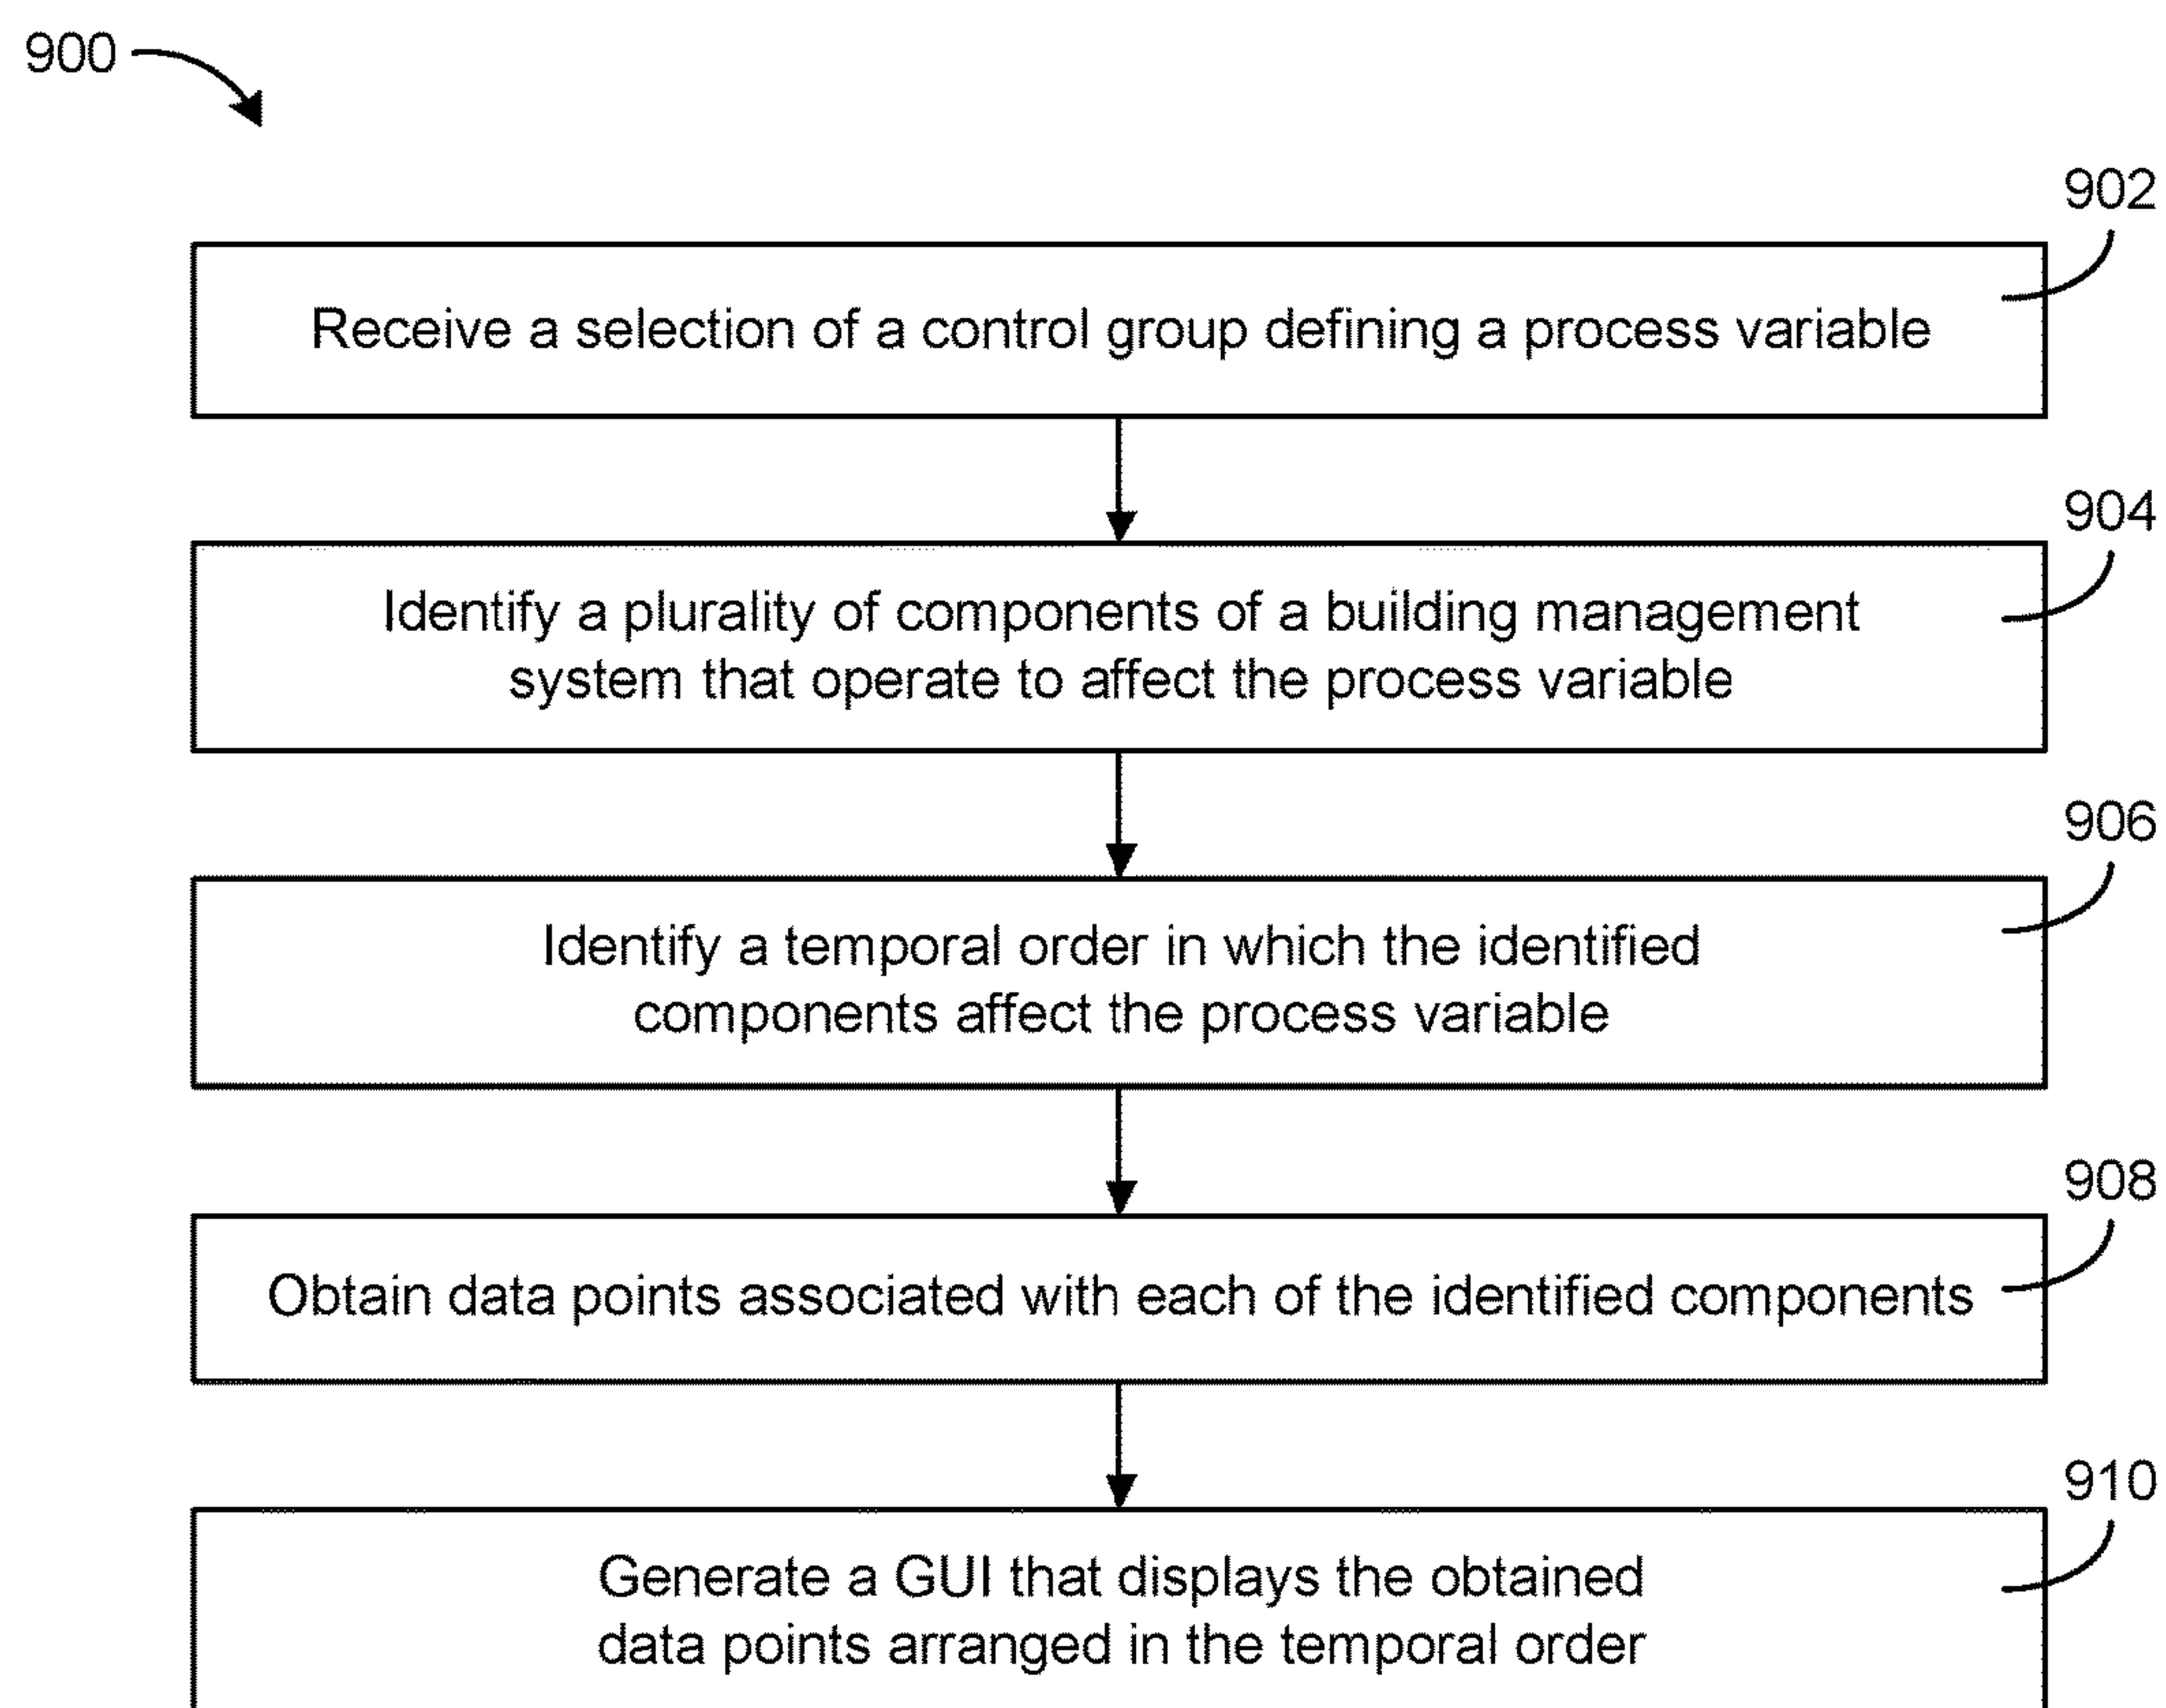 900
902
Receive a selection of a control group defining a process variable
904
Identify a plurality of components of a building management
system that operate to affect the process variable
906
Identify a temporal order in which the identified
components affect the process variable
908
Obtain data points associated with each of the identified components
910
Generate a GUI that displays the obtained
data points arranged in the temporal order